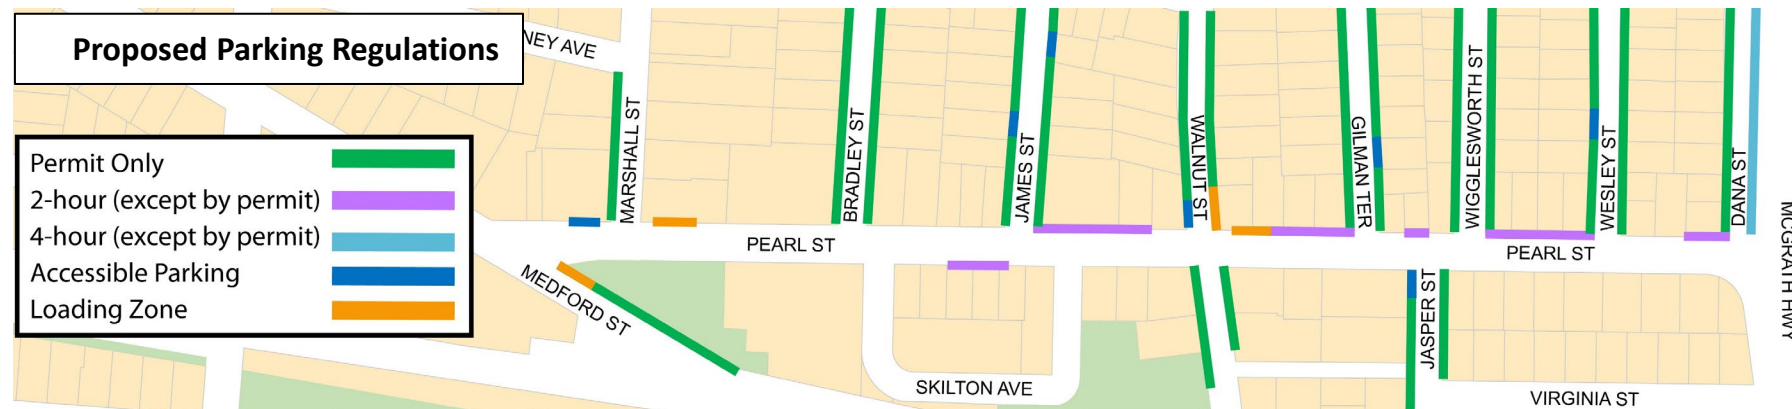 Proposed Parking Regulations
NEY AVE
Permit Only
2-hour (except by permit)
4-hour (except by permit)
Accessible Parking
Loading Zone
MARSHALL ST
BRADLEY ST
JAMES ST
WALNUT ST
GILMAN TER
WIGGLESWORTH ST
WESLEY ST
DANA ST
MCGRATH HWY
PEARL ST
PEARL ST
MEDFORD ST
JASPER ST
SKILTON AVE
VIRGINIA ST